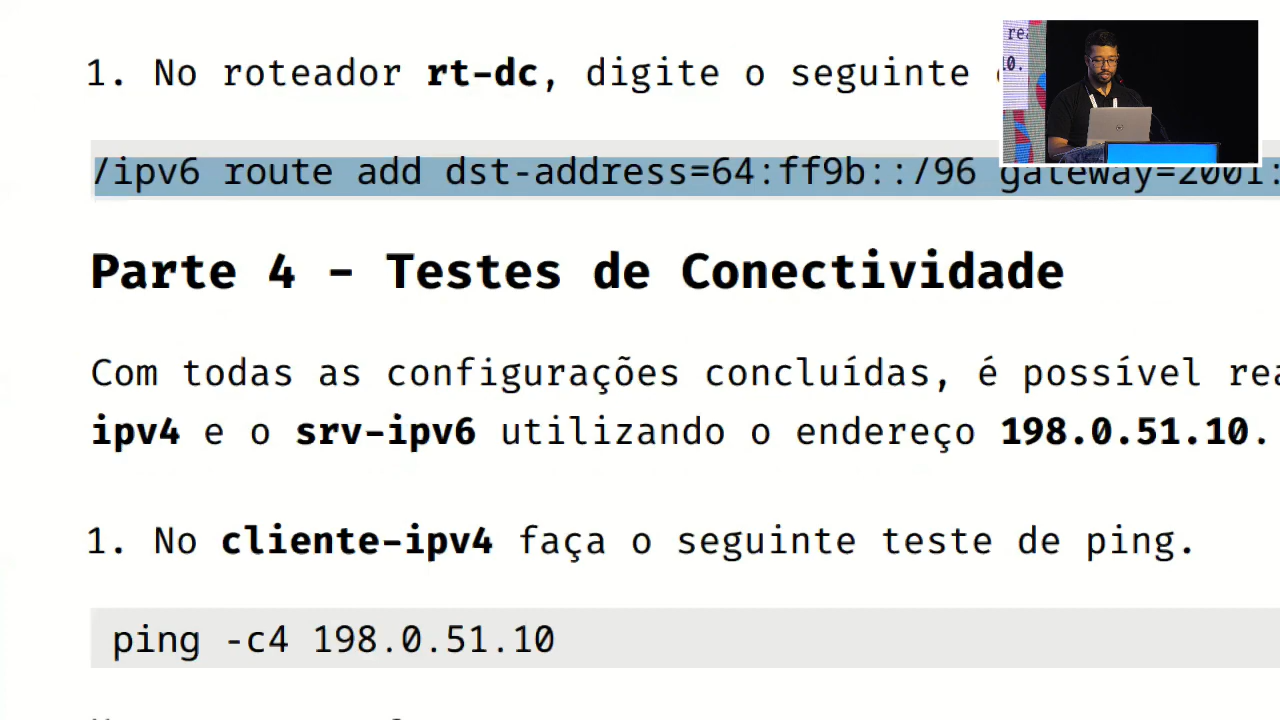 1. No roteador rt-dc, digite o seguinte
/ipv6 route add dst-address=64:ff9b::/96 gateway=2001:
Parte 4 - Testes de Conectividade
Com todas as configurações concluídas, é possível rea
ipv4 e o srv-ipv6 utilizando o endereço 198.0.51.10.
1. No cliente-ipv4 faça o seguinte teste de ping.
ping -c4 198.0.51.10